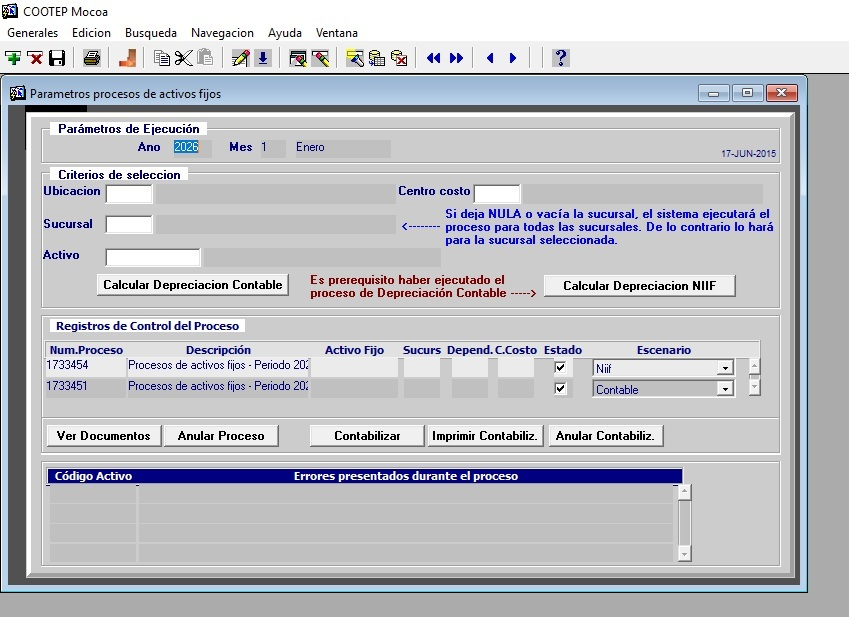 COOTEP Mocoa
Generales Edicion Busqueda Navegacion Ayuda Ventana
?
Parametros procesos de activos fijos
Parámetros de Ejecución
Ano 2026 Mes 1 Enero
17-JUN-2015
Criterios de seleccion
Ubicacion Centro costo
Sucursal <-------- Si deja NULA o vacía la sucursal, el sistema ejecutará el
proceso para todas las sucursales. De lo contrario lo hará
para la sucursal seleccionada.
Activo
Calcular Depreciacion Contable Es prerequisito haber ejecutado el
proceso de Depreciación Contable -----> Calcular Depreciacion NIIF
Registros de Control del Proceso
Num.Proceso Descripción Activo Fijo Sucurs Depend. C.Costo Estado Escenario
1733454 Procesos de activos fijos - Periodo 202 Niif
1733451 Procesos de activos fijos - Periodo 202 Contable
Ver Documentos Anular Proceso Contabilizar Imprimir Contabiliz. Anular Contabiliz.
Código Activo Errores presentados durante el proceso